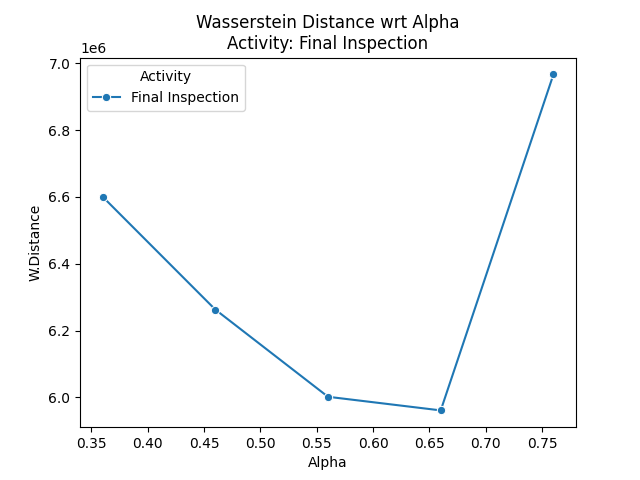 Wasserstein Distance wrt Alpha
Activity: Final Inspection
1e6
7.0
6.8
6.6
6.4
6.2
6.0
W.Distance
Activity
Final Inspection
0.35 0.40 0.45 0.50 0.55 0.60 0.65 0.70 0.75
Alpha